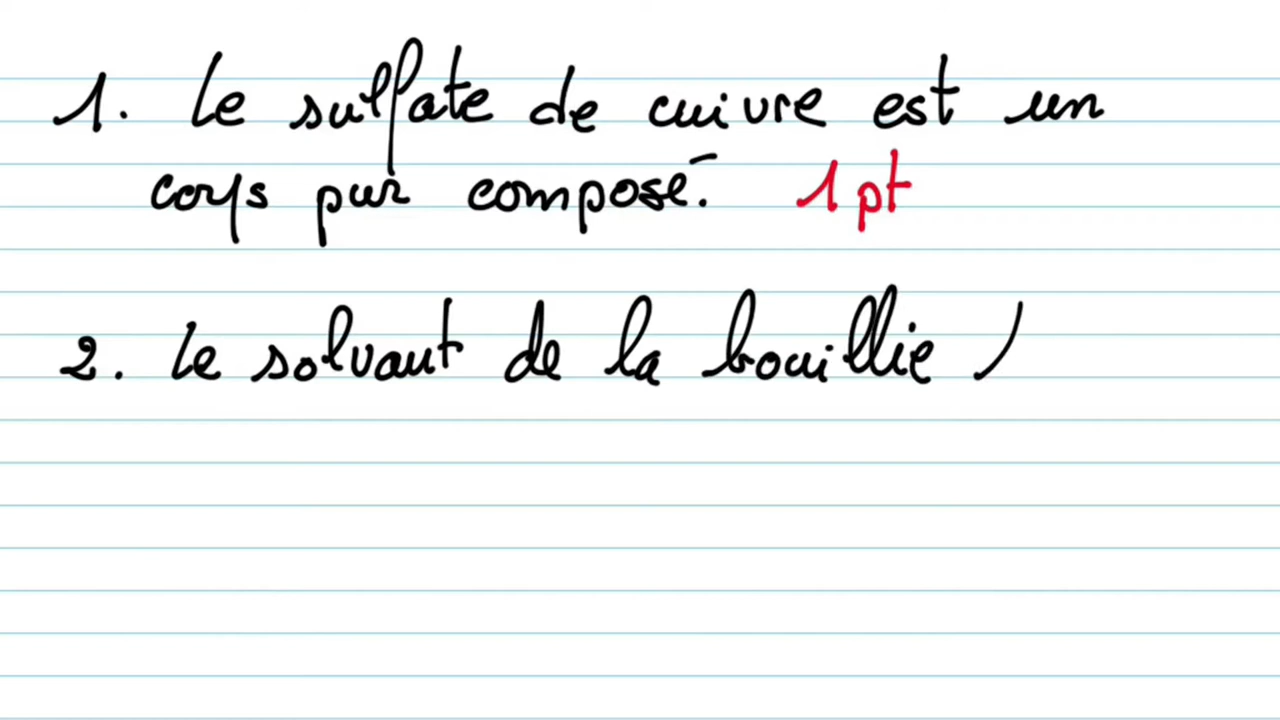 1. Le sulfate de cuivre est un
corps pur composé. 1pt
2. Le solvant de la bouillie